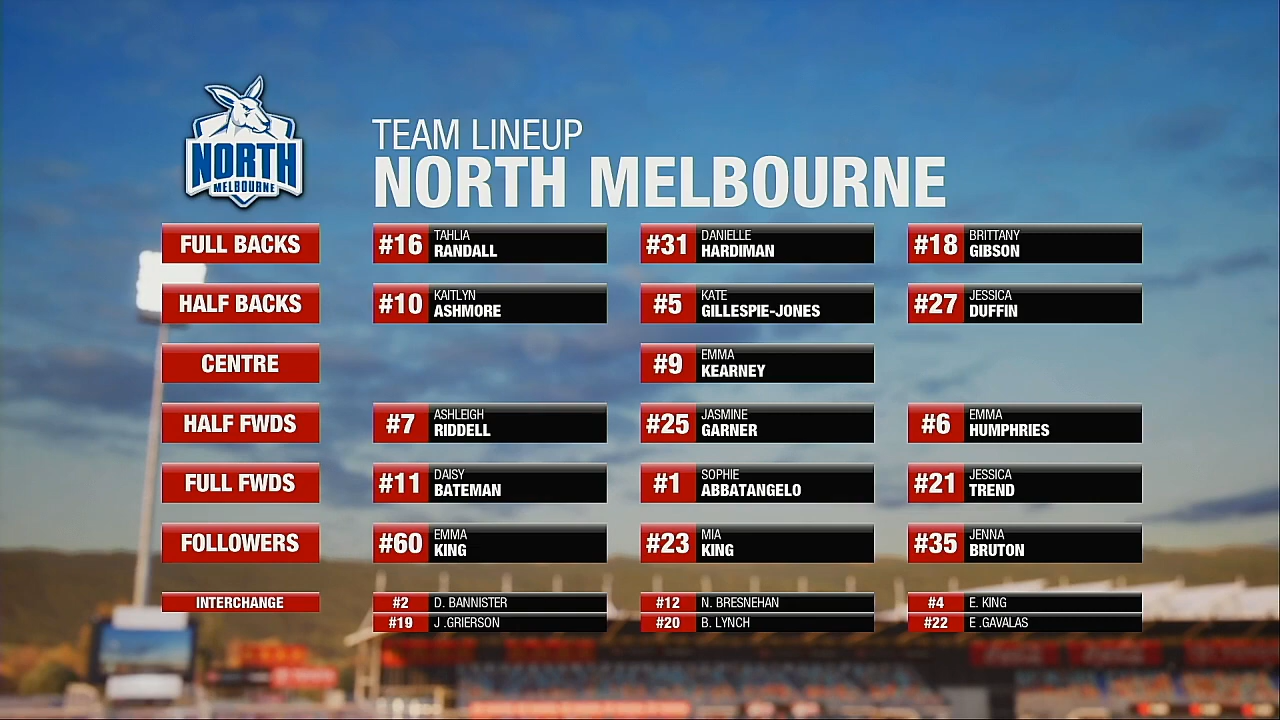 NORTH
MELBOURNE
TEAM LINEUP
NORTH MELBOURNE
FULL BACKS
#16 TAHLIA RANDALL
#31 DANIELLE HARDIMAN
#18 BRITTANY GIBSON
HALF BACKS
#10 KAITLYN ASHMORE
#5 KATE GILLESPIE-JONES
#27 JESSICA DUFFIN
CENTRE
#9 EMMA KEARNEY
HALF FWDS
#7 ASHLEIGH RIDDELL
#25 JASMINE GARNER
#6 EMMA HUMPHRIES
FULL FWDS
#11 DAISY BATEMAN
#1 SOPHIE ABBATANGELO
#21 JESSICA TREND
FOLLOWERS
#60 EMMA KING
#23 MIA KING
#35 JENNA BRUTON
INTERCHANGE
#2 D. BANNISTER
#12 N. BRESNEHAN
#4 E. KING
#19 J .GRIERSON
#20 B. LYNCH
#22 E .GAVALAS